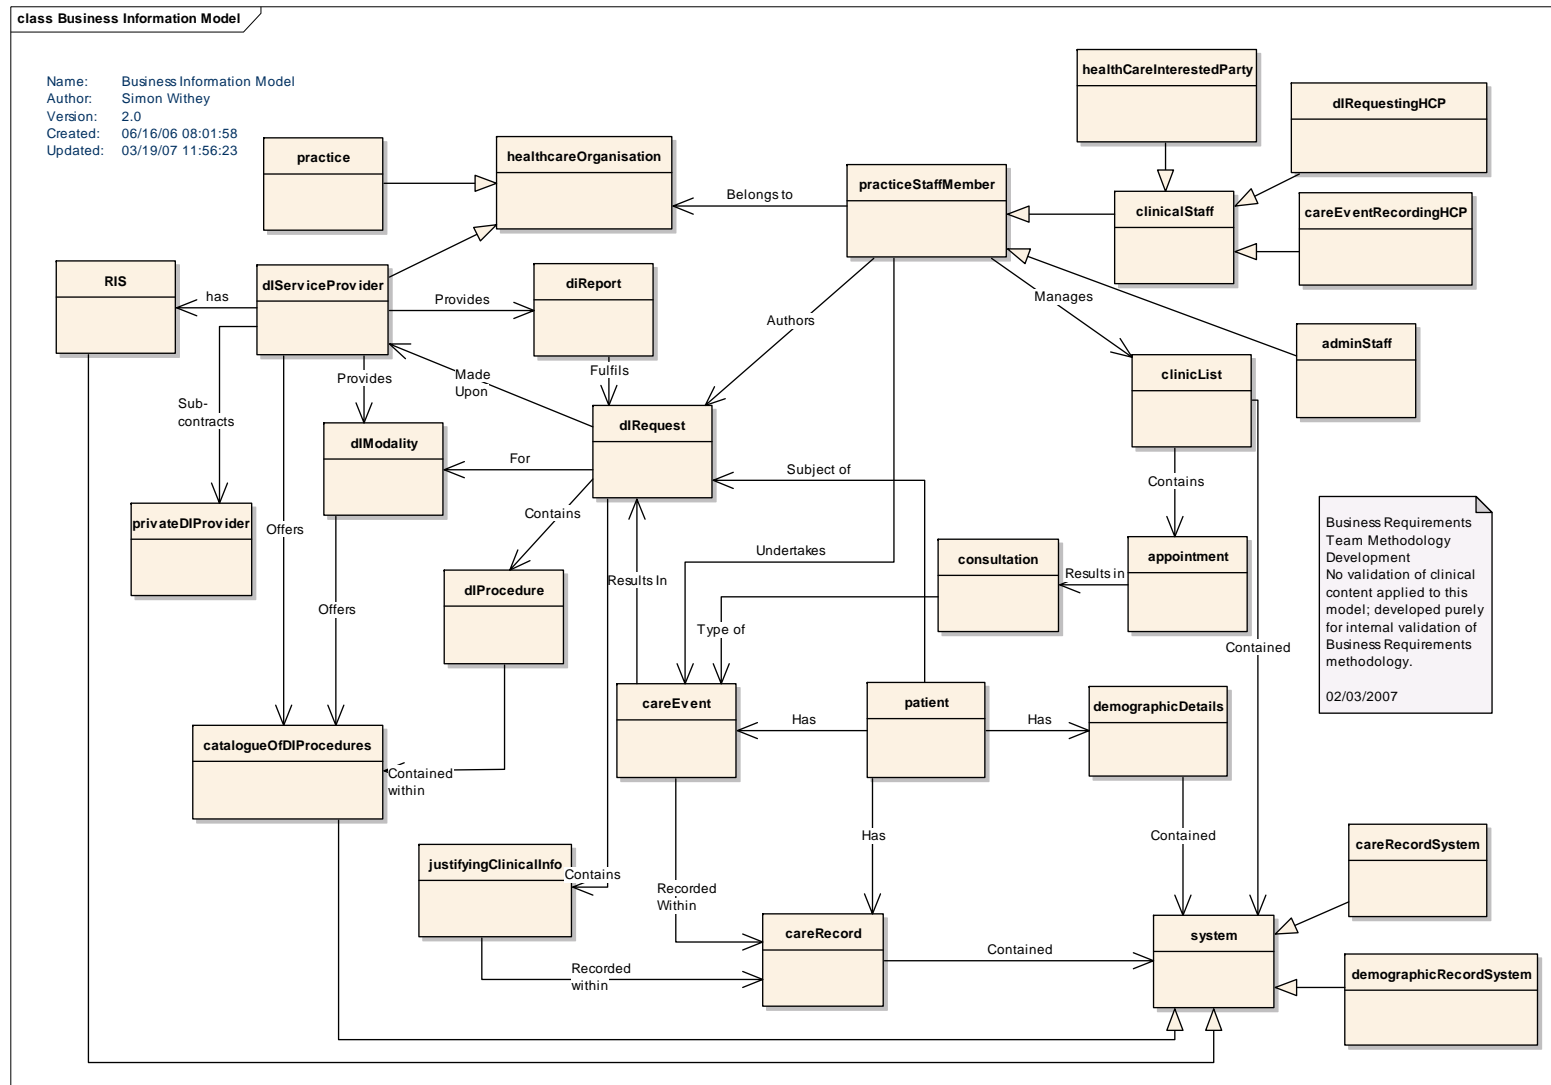 class Business Information Model
Name: Business Information Model
Author: Simon Withey
Version: 2.0
Created: 06/16/06 08:01:58
Updated: 03/19/07 11:56:23
healthCareInterestedParty
dIRequestingHCP
practice
healthcareOrganisation
practiceStaffMember
clinicalStaff
careEventRecordingHCP
Belongs to
RIS
dIServiceProvider
diReport
has
Provides
Manages
Authors
adminStaff
Made
Upon
Provides
Fulfils
clinicList
Sub-
contracts
dIModality
dIRequest
For
Subject of
Contains
privateDIProvider
Offers
Contains
Business Requirements
Team Methodology
Development
No validation of clinical
content applied to this
model; developed purely
for internal validation of
Business Requirements
methodology.
02/03/2007
Undertakes
consultation
appointment
Results in
dIProcedure
Results In
Offers
Type of
Contained
careEvent
patient
demographicDetails
Has
Has
catalogueOfDIProcedures
Contained
within
Has
Contained
careRecordSystem
justifyingClinicalInfo
Contains
Recorded
Within
careRecord
system
Contained
Recorded
within
demographicRecordSystem